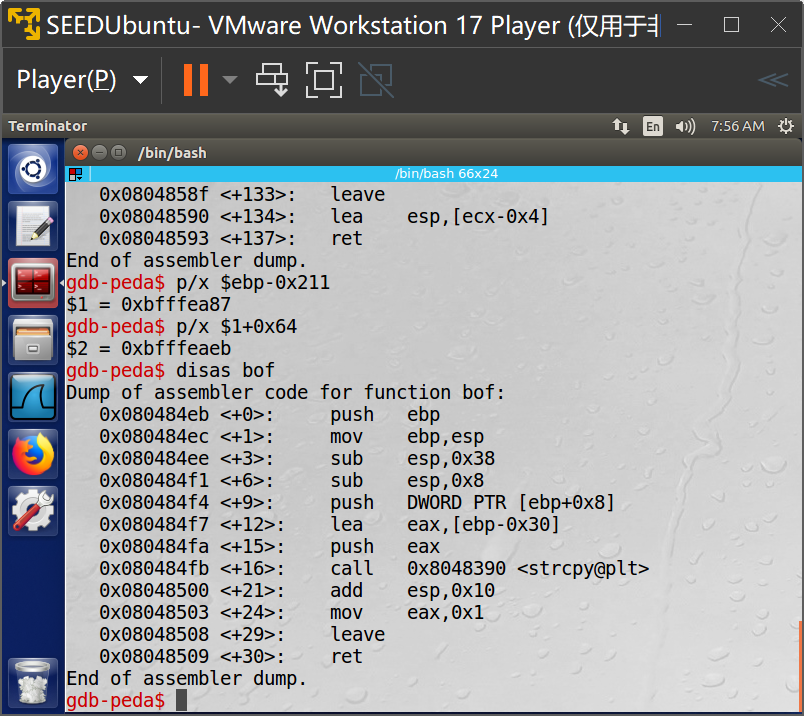 SEEDUbuntu- VMware Workstation 17 Player (仅用于非
Player(P)
Terminator
En
7:56 AM
/bin/bash
/bin/bash 66x24
0x0804858f <+133>: leave
0x08048590 <+134>: lea esp,[ecx-0x4]
0x08048593 <+137>: ret
End of assembler dump.
gdb-peda$ p/x $ebp-0x211
$1 = 0xbfffea87
gdb-peda$ p/x $1+0x64
$2 = 0xbfffeaeb
gdb-peda$ disas bof
Dump of assembler code for function bof:
0x080484eb <+0>: push ebp
0x080484ec <+1>: mov ebp,esp
0x080484ee <+3>: sub esp,0x38
0x080484f1 <+6>: sub esp,0x8
0x080484f4 <+9>: push DWORD PTR [ebp+0x8]
0x080484f7 <+12>: lea eax,[ebp-0x30]
0x080484fa <+15>: push eax
0x080484fb <+16>: call 0x8048390 <strcpy@plt>
0x08048500 <+21>: add esp,0x10
0x08048503 <+24>: mov eax,0x1
0x08048508 <+29>: leave
0x08048509 <+30>: ret
End of assembler dump.
gdb-peda$